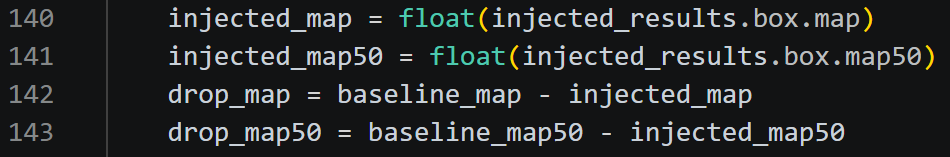 140 injected_map = float(injected_results.box.map)
141 injected_map50 = float(injected_results.box.map50)
142 drop_map = baseline_map - injected_map
143 drop_map50 = baseline_map50 - injected_map50